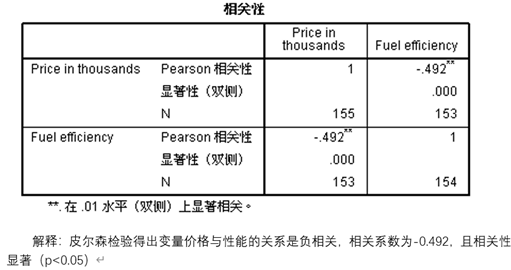 相关性
Price in thousands Fuel efficiency
Price in thousands Pearson 相关性 1 -.492**
显著性（双侧） .000
N 155 153
Fuel efficiency Pearson 相关性 -.492** 1
显著性（双侧） .000
N 153 154
**. 在 .01 水平（双侧）上显著相关。
解释：皮尔森检验得出变量价格与性能的关系是负相关，相关系数为-0.492，且相关性
显著（p<0.05）